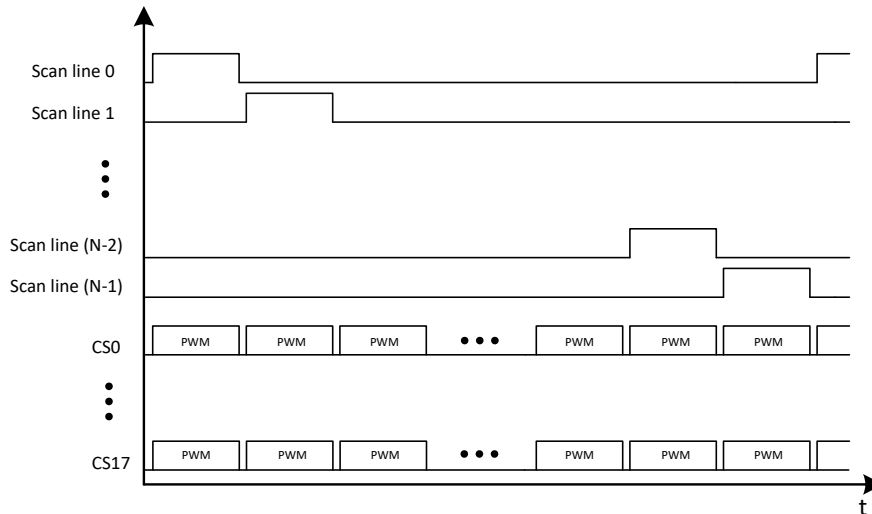 Scan line 0
Scan line 1
Scan line (N-2)
Scan line (N-1)
CS0 PWM PWM PWM PWM PWM PWM
CS17 PWM PWM PWM PWM PWM PWM
t